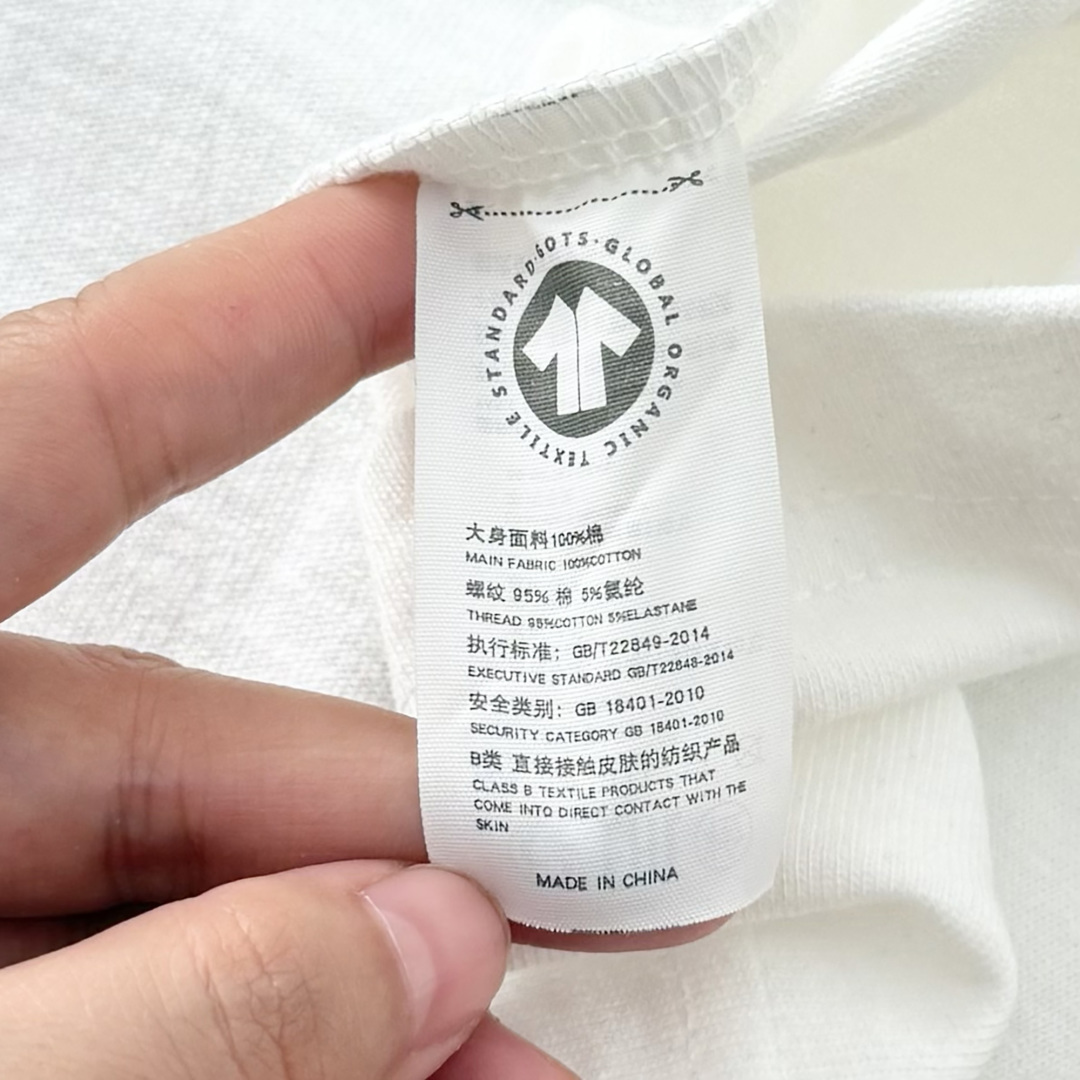 GOTS · GLOBAL ORGANIC TEXTILE STANDARD ·
大身面料100%棉
MAIN FABRIC 100%COTTON
螺纹 95% 棉 5%氨纶
THREAD 95%COTTON 5%ELASTANE
执行标准: GB/T22849-2014
EXECUTIVE STANDARD GB/T22848-2014
安全类别: GB 18401-2010
SECURITY CATEGORY GB 18401-2010
B类 直接接触皮肤的纺织产品
CLASS B TEXTILE PRODUCTS THAT
COME INTO DIRECT CONTACT WITH THE
SKIN
MADE IN CHINA